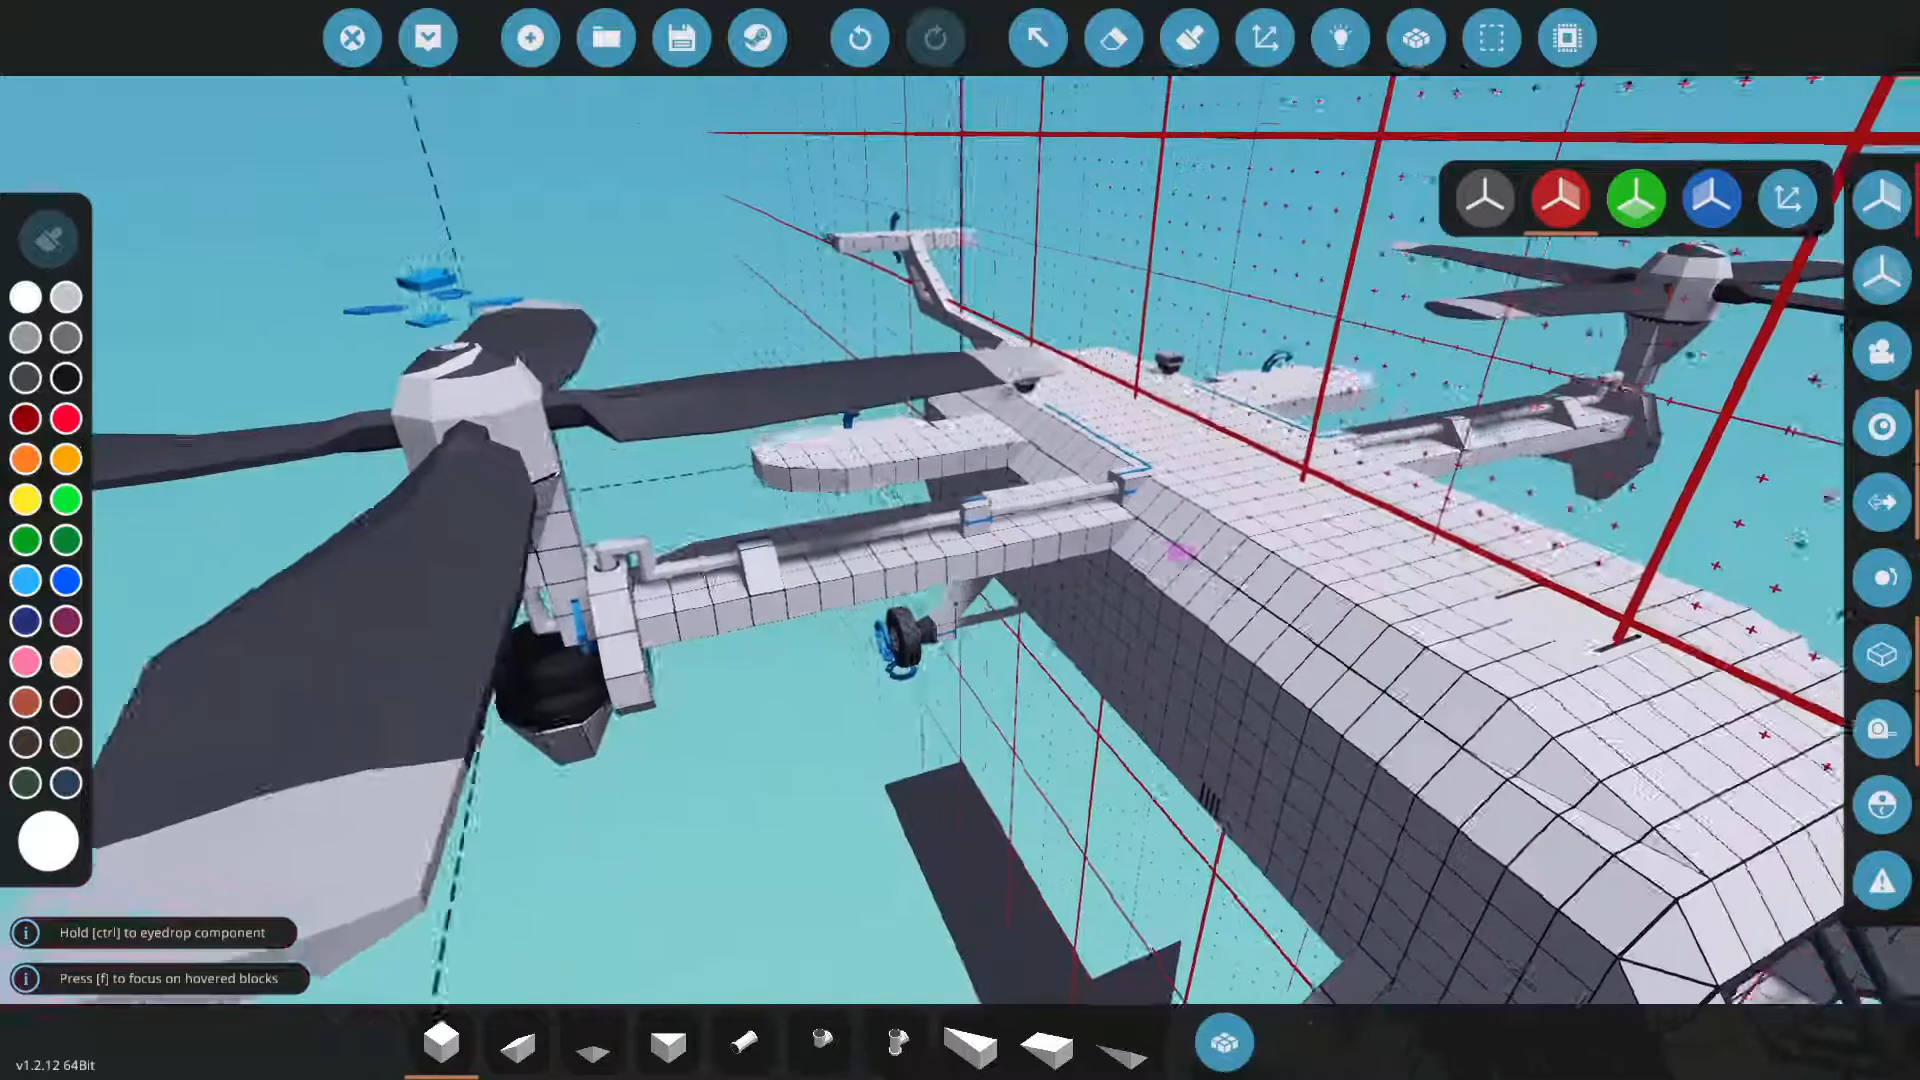 Hold [ctrl] to eyedrop component
Press [f] to focus on hovered blocks
v1.2.12 64Bit